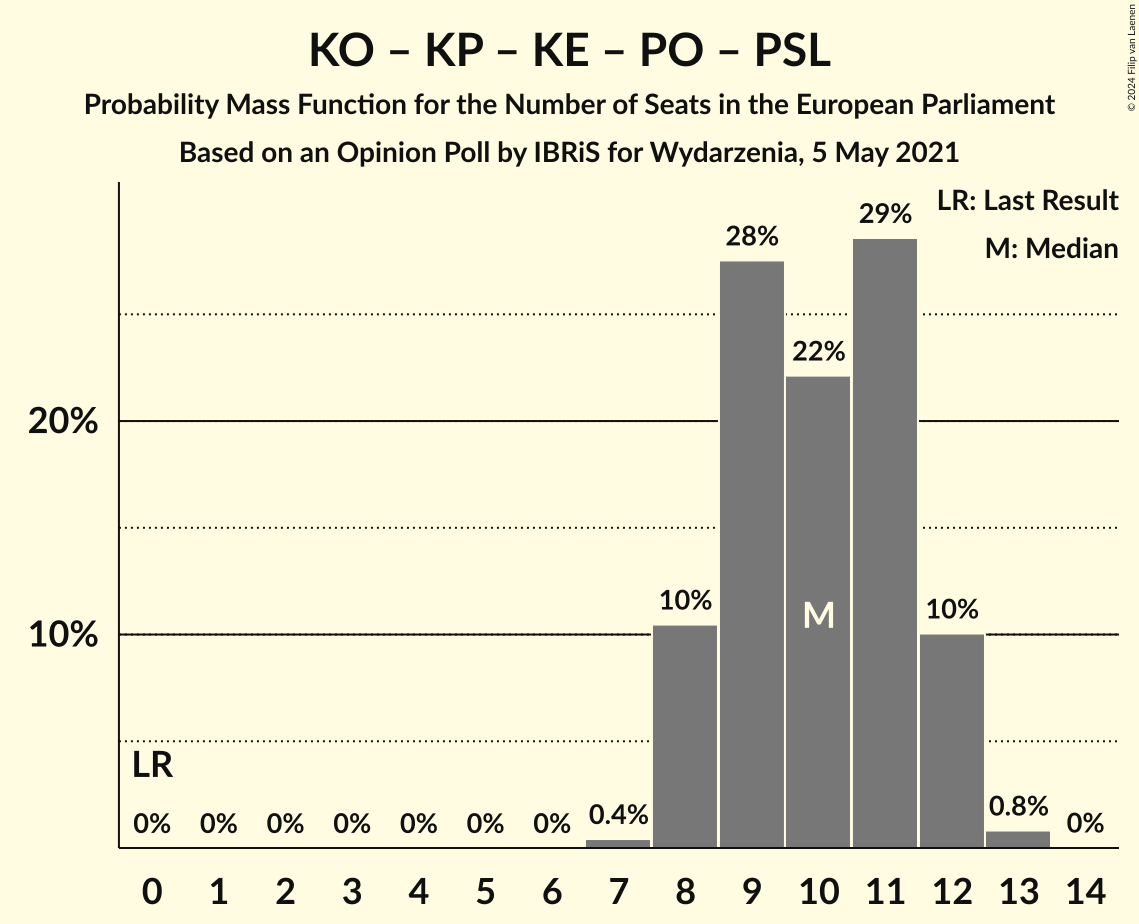 KO – KP – KE – PO – PSL
Probability Mass Function for the Number of Seats in the European Parliament
Based on an Opinion Poll by IBRiS for Wydarzenia, 5 May 2021
© 2024 Filip van Laenen
LR: Last Result
M: Median
29%
28%
22%
20%
10%
10%
M
10%
LR
0% 0% 0% 0% 0% 0% 0% 0.4% 0.8% 0%
0 1 2 3 4 5 6 7 8 9 10 11 12 13 14